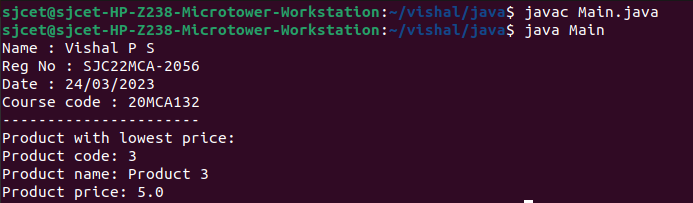 sjcet@sjcet-HP-Z238-Microtower-Workstation:~/vishal/java$ javac Main.java
sjcet@sjcet-HP-Z238-Microtower-Workstation:~/vishal/java$ java Main
Name : Vishal P S
Reg No : SJC22MCA-2056
Date : 24/03/2023
Course code : 20MCA132
----------------------
Product with lowest price:
Product code: 3
Product name: Product 3
Product price: 5.0